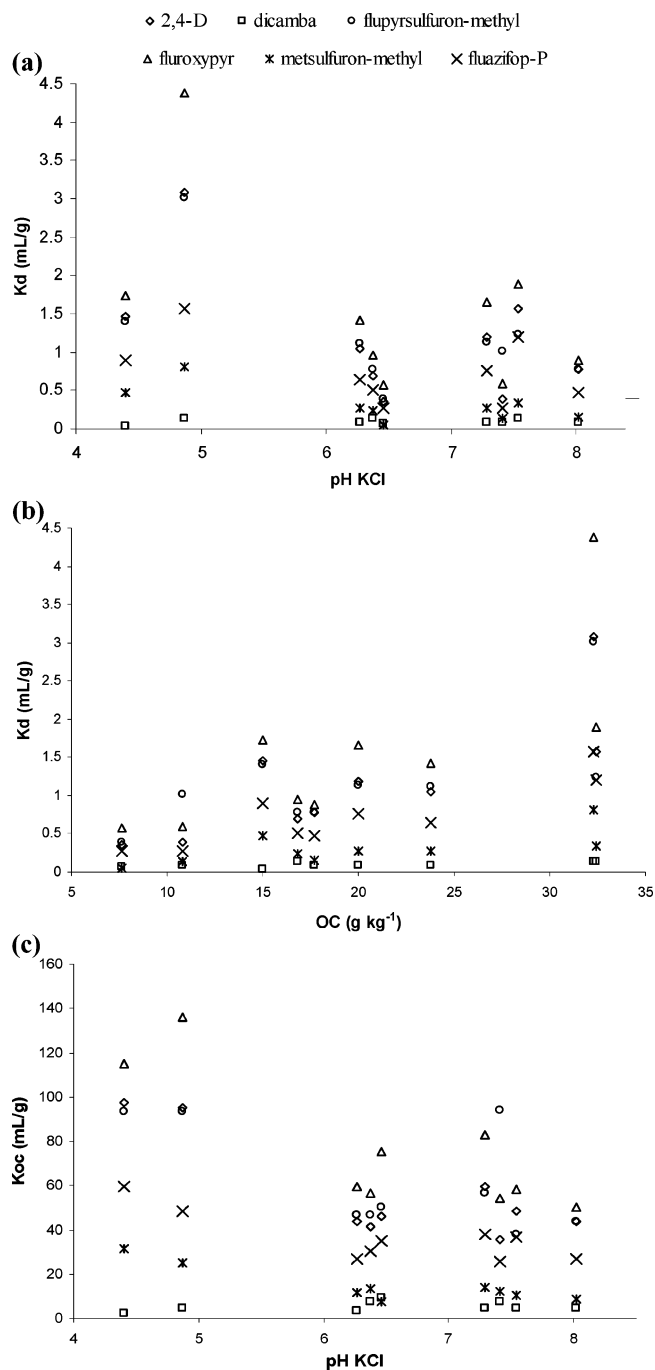 2,4-D dicamba flupyrsulfuron-methyl
fluroxypyr metsulfuron-methyl fluazifop-P
(a)
4.5
4
3.5
3
2.5
2
1.5
1
0.5
0
Kd (mL/g)
4 5 6 7 8
pH KCl
(b)
4.5
4
3.5
3
2.5
2
1.5
1
0.5
0
Kd (mL/g)
5 10 15 20 25 30 35
OC (g kg⁻¹)
(c)
160
140
120
100
80
60
40
20
0
Koc (mL/g)
4 5 6 7 8
pH KCl